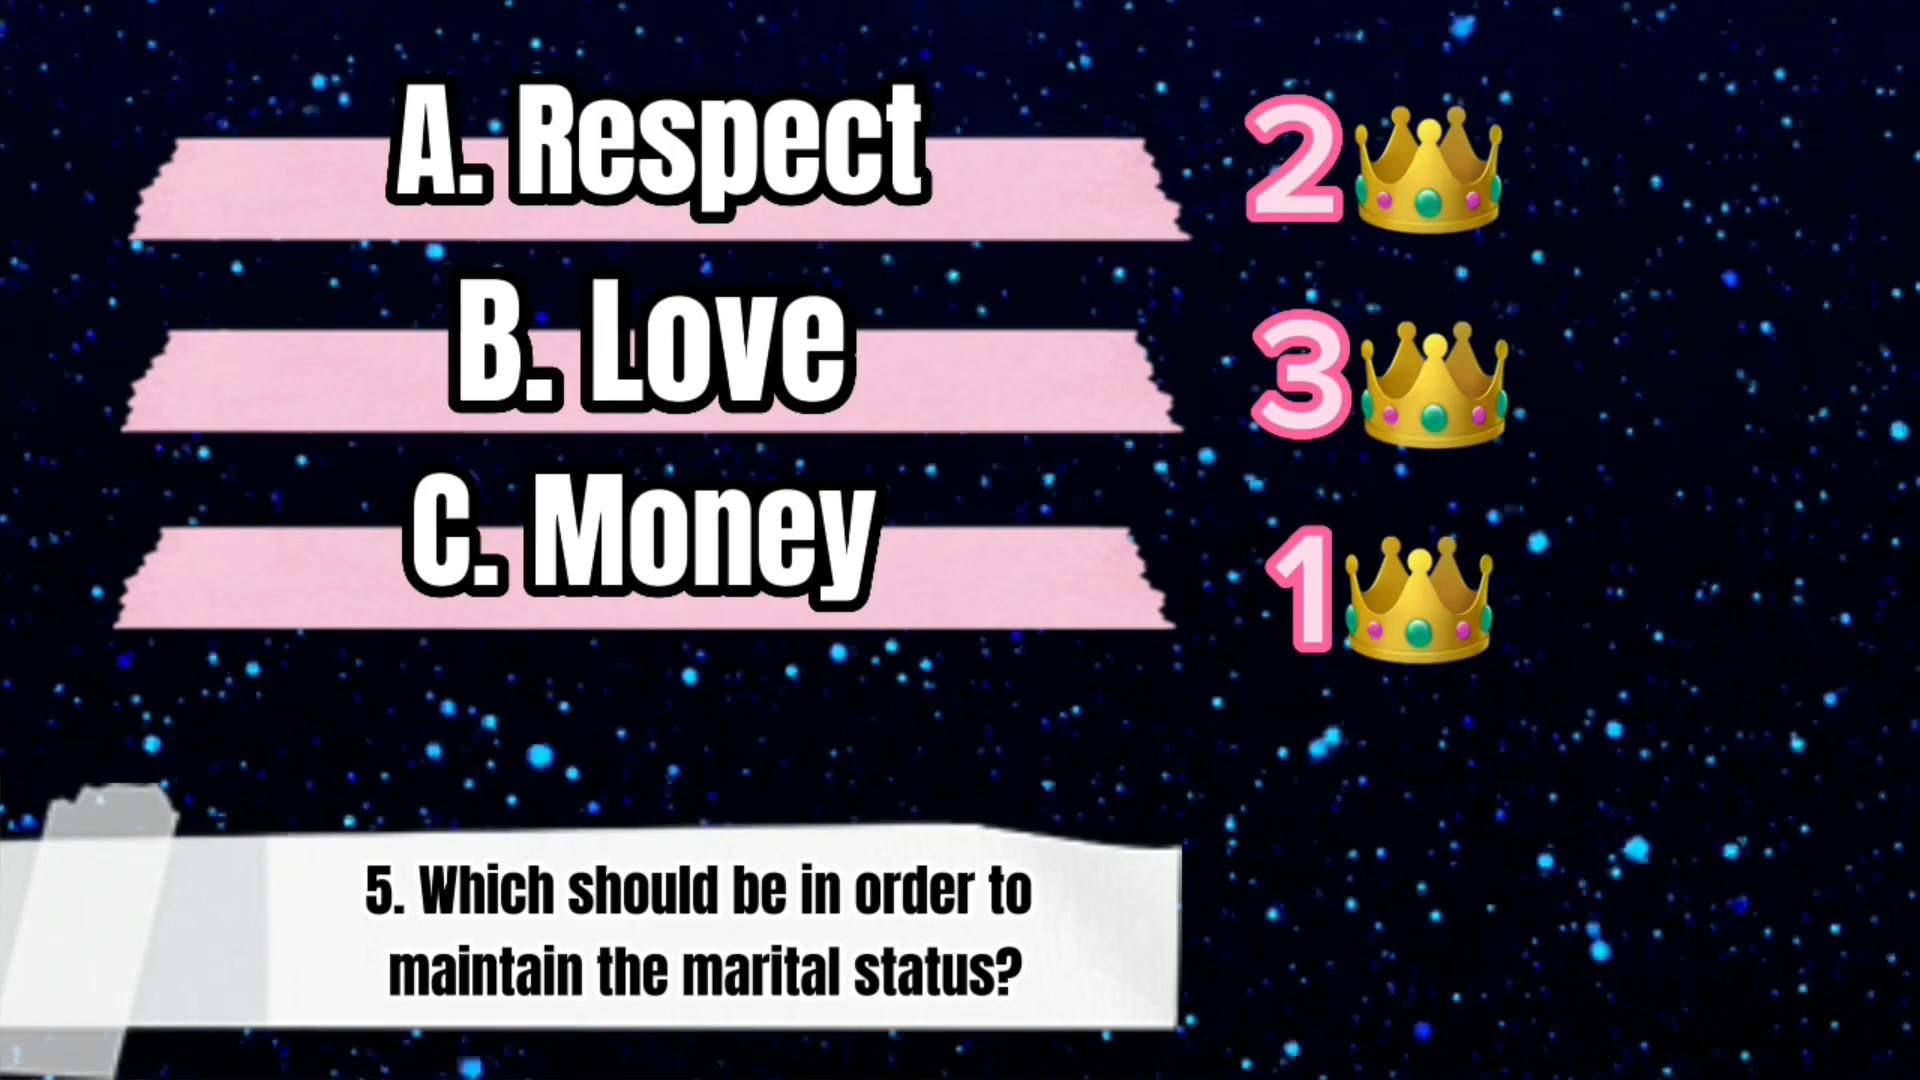 A. Respect 2
B. Love 3
C. Money 1
5. Which should be in order to
maintain the marital status?